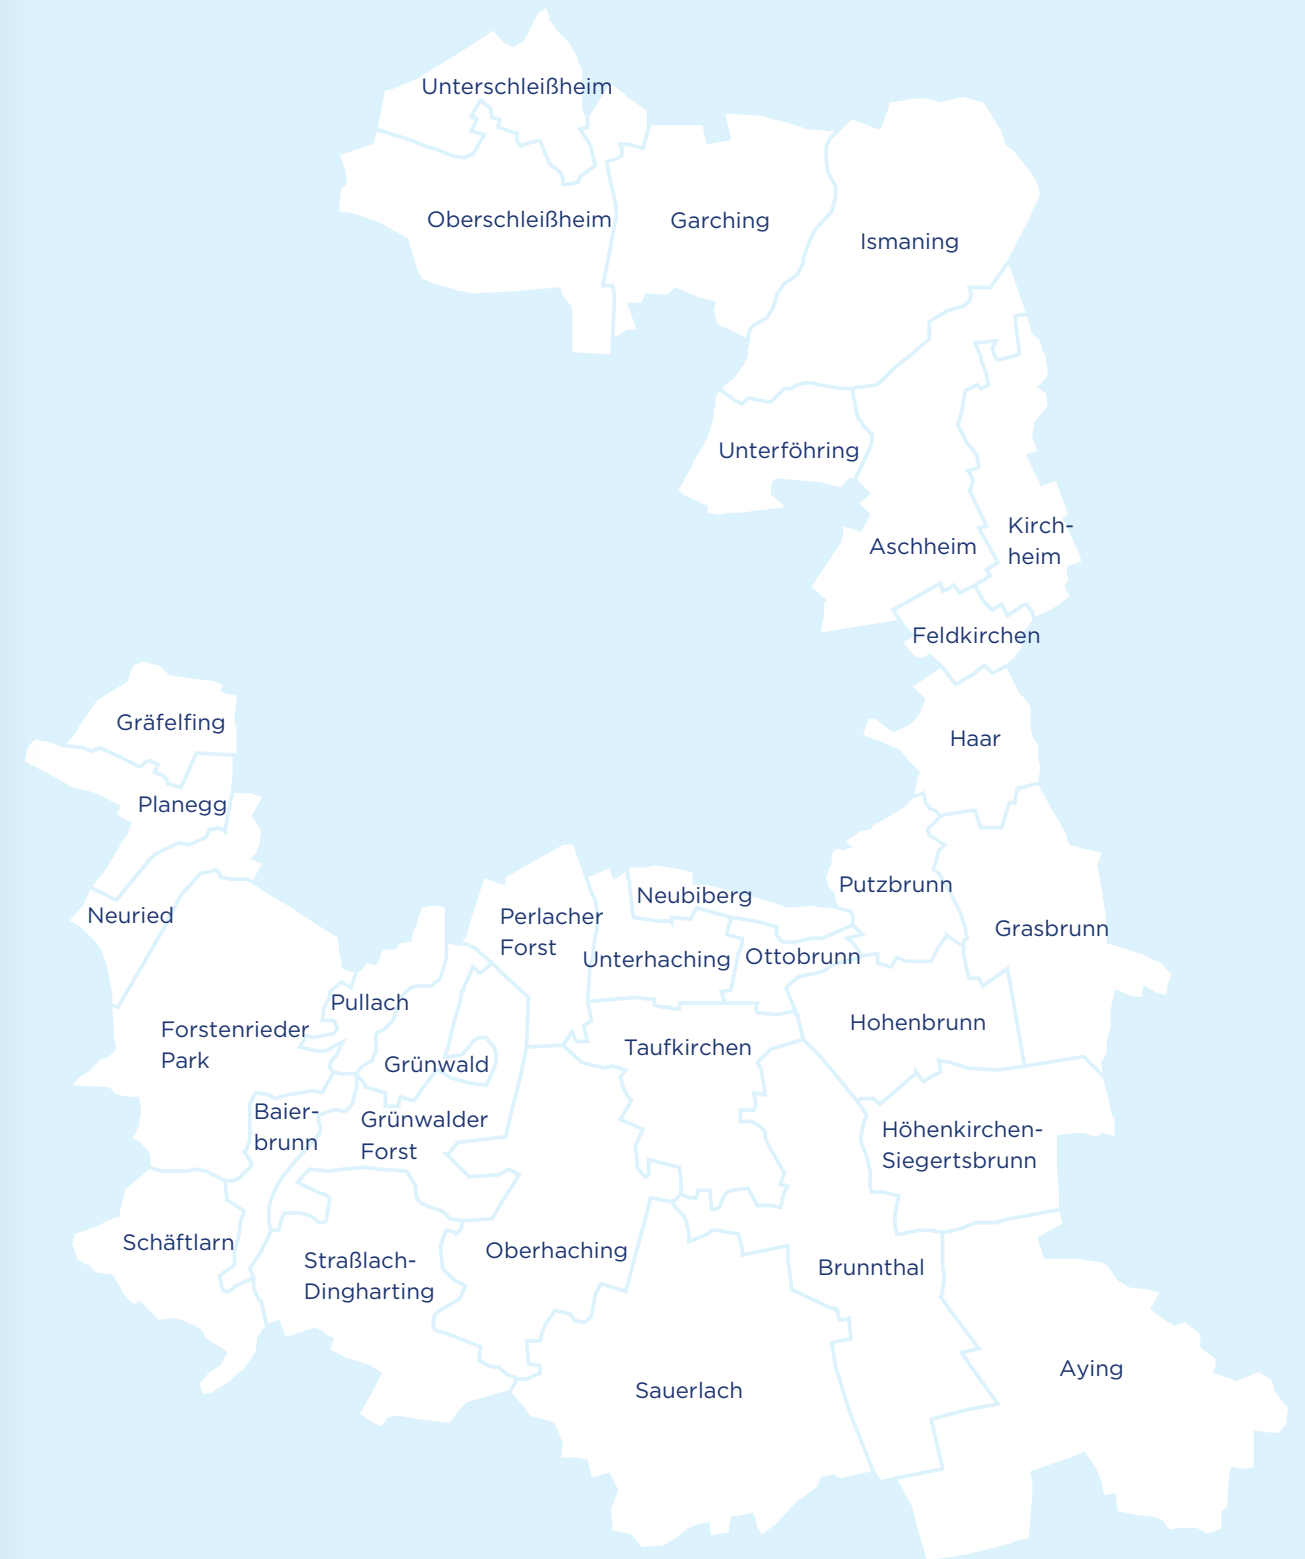 Unterschleißheim
Oberschleißheim
Garching
Ismaning
Unterföhring
Kirch-
heim
Aschheim
Feldkirchen
Gräfelfing
Haar
Planegg
Putzbrunn
Neubiberg
Neuried
Perlacher
Forst
Grasbrunn
Unterhaching
Ottobrunn
Pullach
Hohenbrunn
Forstenrieder
Park
Taufkirchen
Grünwald
Baier-
brunn
Grünwalder
Forst
Höhenkirchen-
Siegertsbrunn
Schäftlarn
Oberhaching
Straßlach-
Dingharting
Brunnthal
Aying
Sauerlach